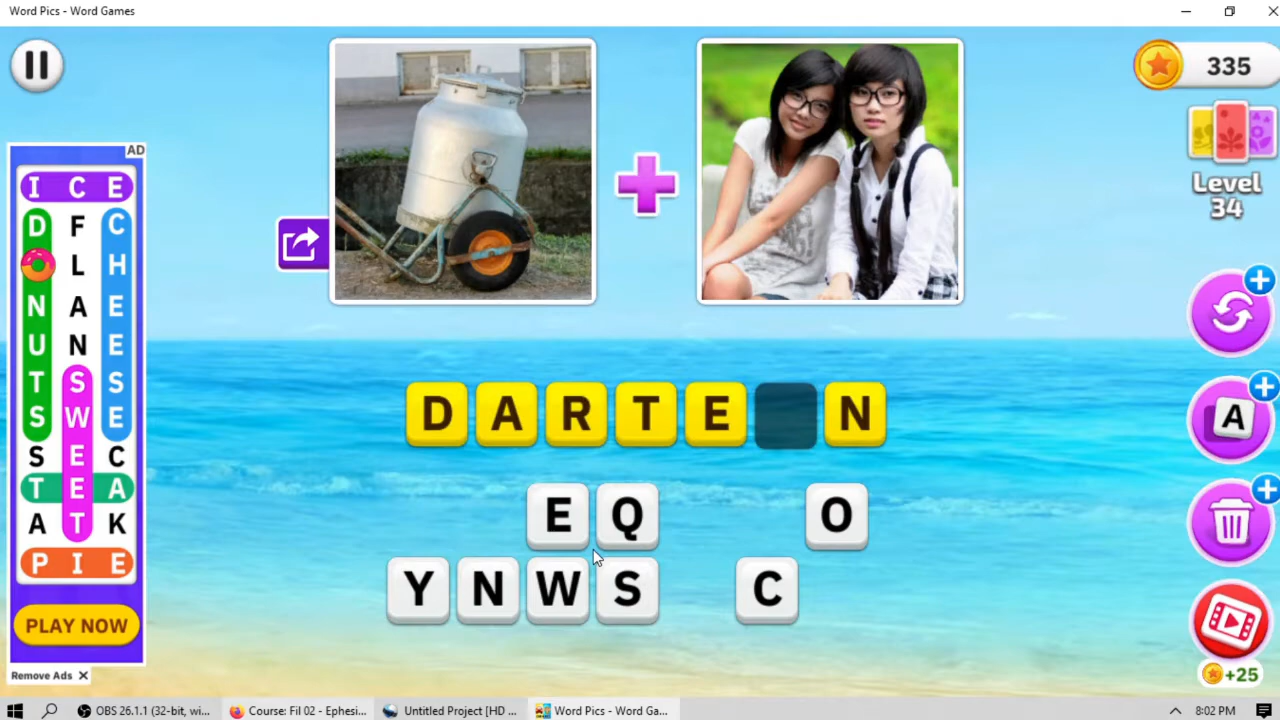 Word Pics - Word Games
335
Level
34
AD
I C E
D F C
L H
N A E
U N E
T S S
S W E
S E C
T E A
A T K
P I E
PLAY NOW
Remove Ads X
D A R T E N
E Q O
Y N W S C
A
+25
OBS 26.1.1 (32-bit, wi...
Course: Fil 02 - Ephesi...
Untitled Project [HD ...
Word Pics - Word Ga...
8:02 PM